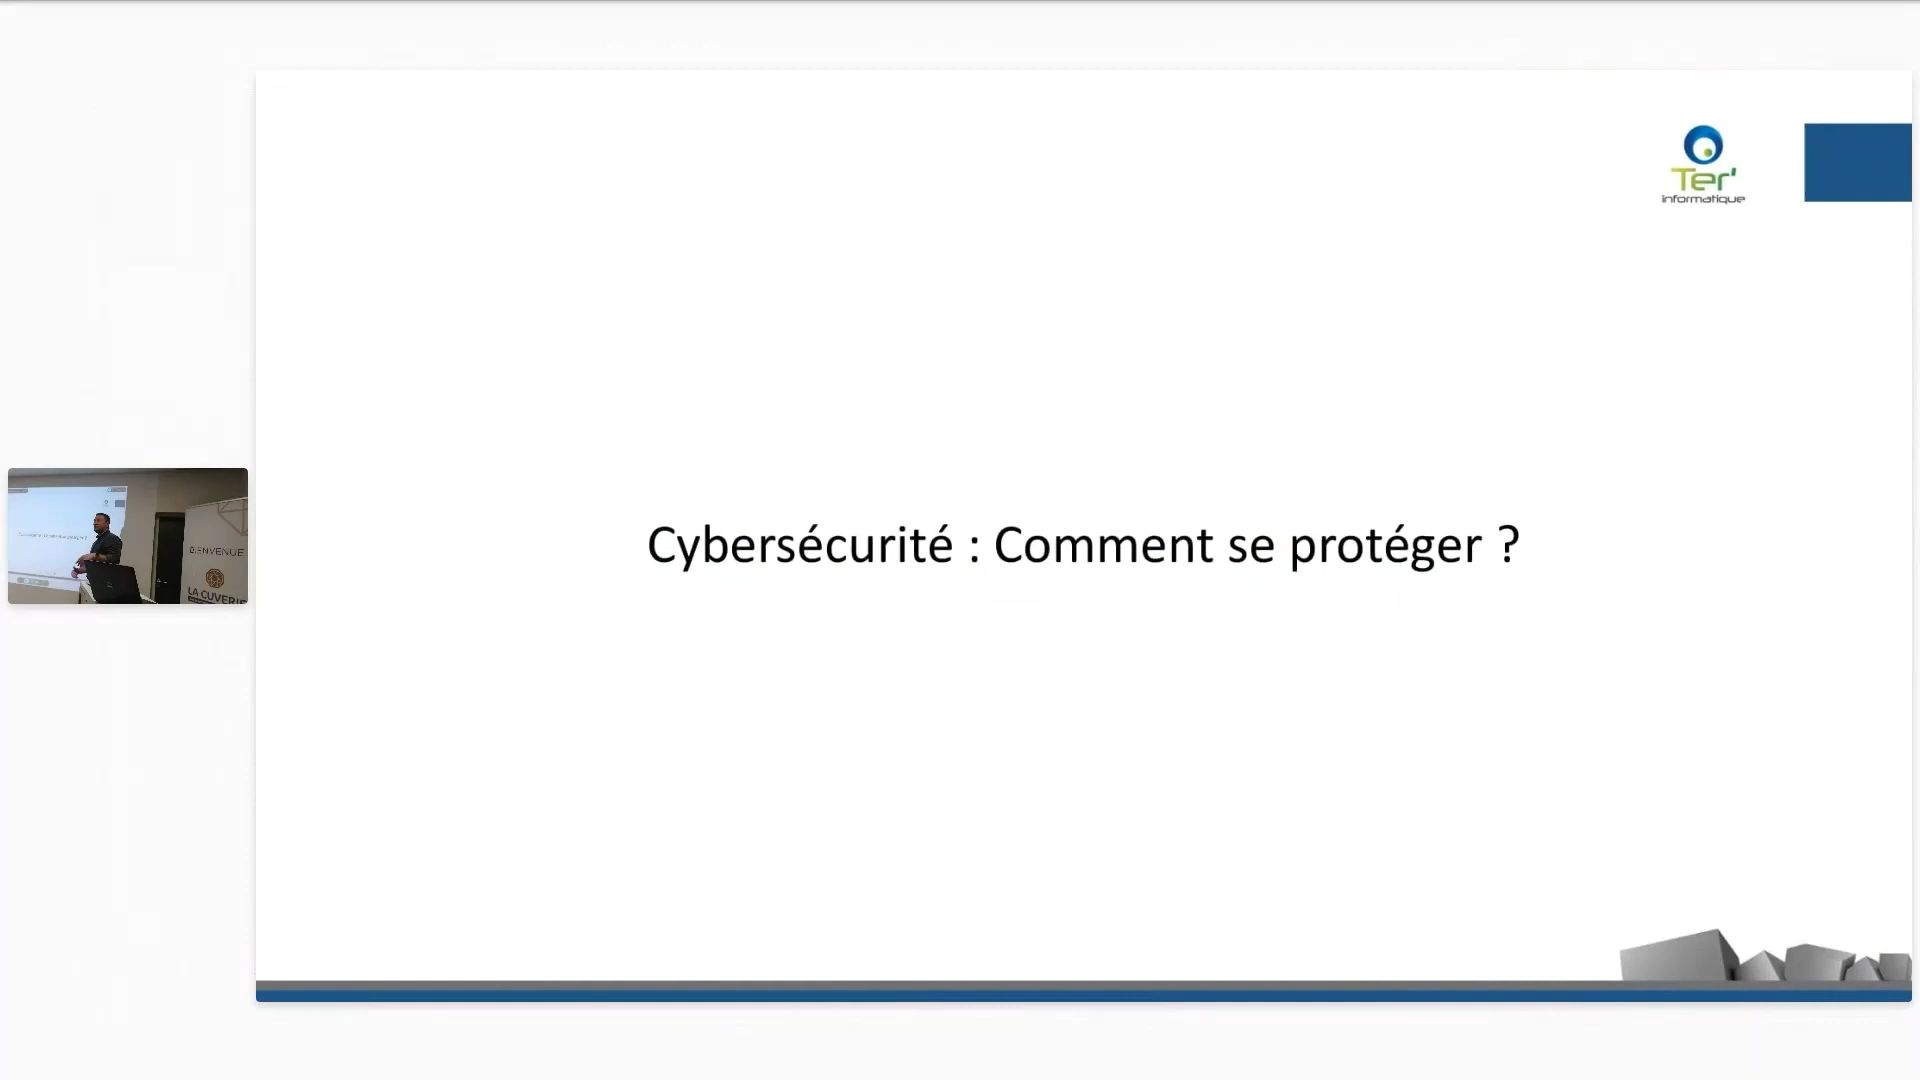 Ter'
informatique
Cybersécurité : Comment se protéger ?
BIENVENUE
LA CUVERIE